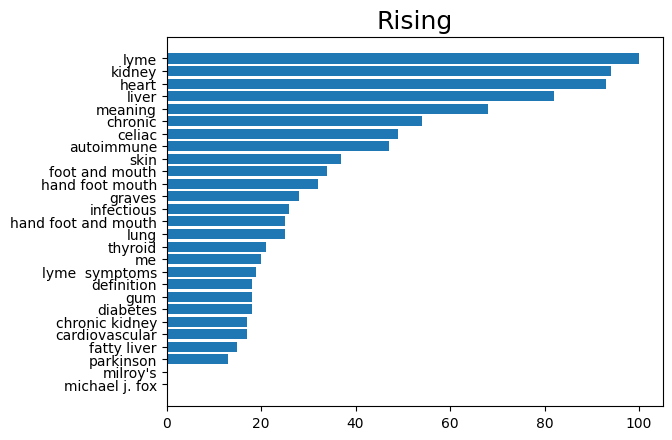 Rising
lyme
kidney
heart
liver
meaning
chronic
celiac
autoimmune
skin
foot and mouth
hand foot mouth
graves
infectious
hand foot and mouth
lung
thyroid
me
lyme  symptoms
definition
gum
diabetes
chronic kidney
cardiovascular
fatty liver
parkinson
milroy's
michael j. fox
0 20 40 60 80 100